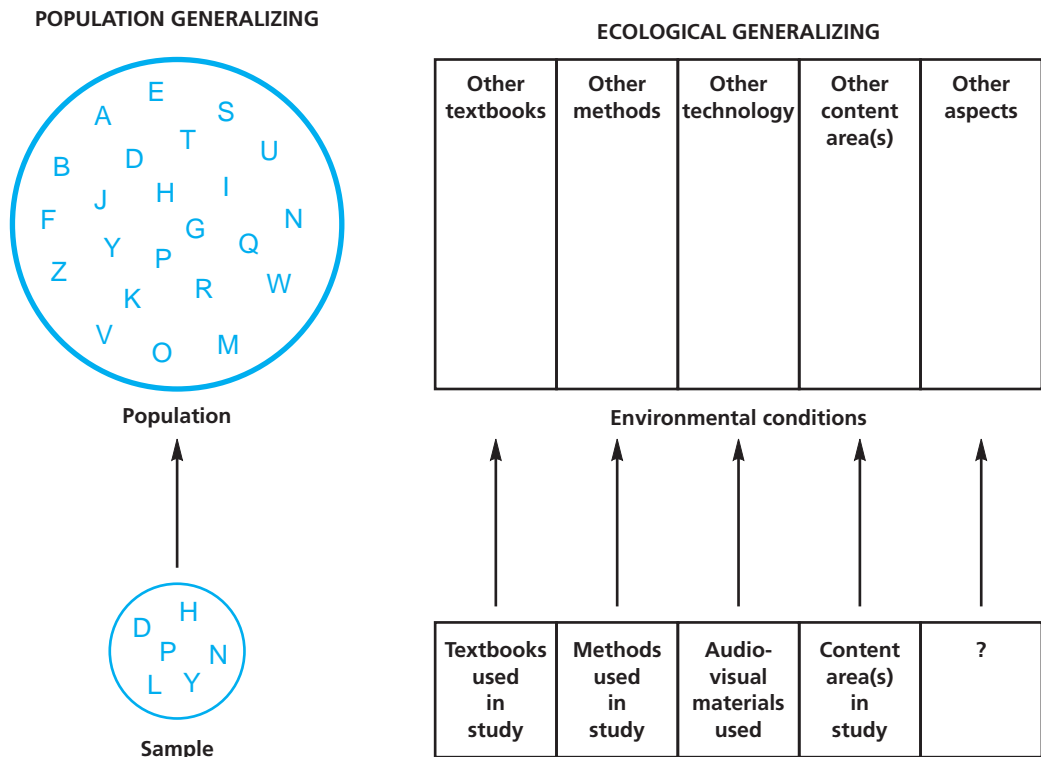 POPULATION GENERALIZING
E
A
S
T
U
B
D
J
H
I
F
G
N
Y
P
Q
Z
K
R
W
V
O
M
Population
H
D
P
N
L
Y
Sample
ECOLOGICAL GENERALIZING
Other
textbooks
Other
methods
Other
technology
Other
content
area(s)
Other
aspects
Environmental conditions
Textbooks
used
in
study
Methods
used
in
study
Audio-
visual
materials
used
Content
area(s)
in
study
?